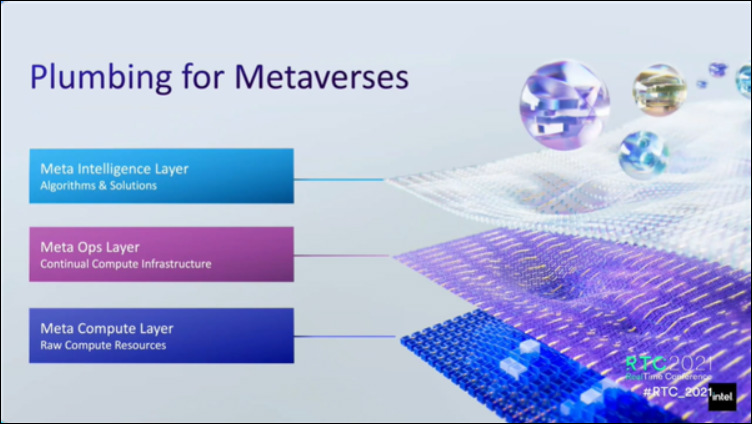 Plumbing for Metaverses
Meta Intelligence Layer
Algorithms & Solutions
Meta Ops Layer
Continual Compute Infrastructure
Meta Compute Layer
Raw Compute Resources
RTC2021
RealTime Conference
#RTC_2021
intel